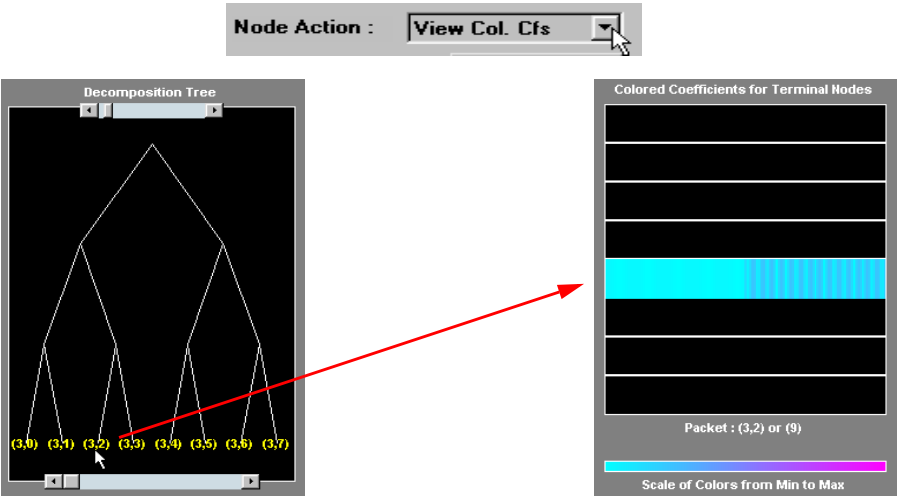 Node Action : View Col. Cfs
Decomposition Tree
(3,0) (3,1) (3,2) (3,3) (3,4) (3,5) (3,6) (3,7)
Colored Coefficients for Terminal Nodes
Packet : (3,2) or (9)
Scale of Colors from Min to Max